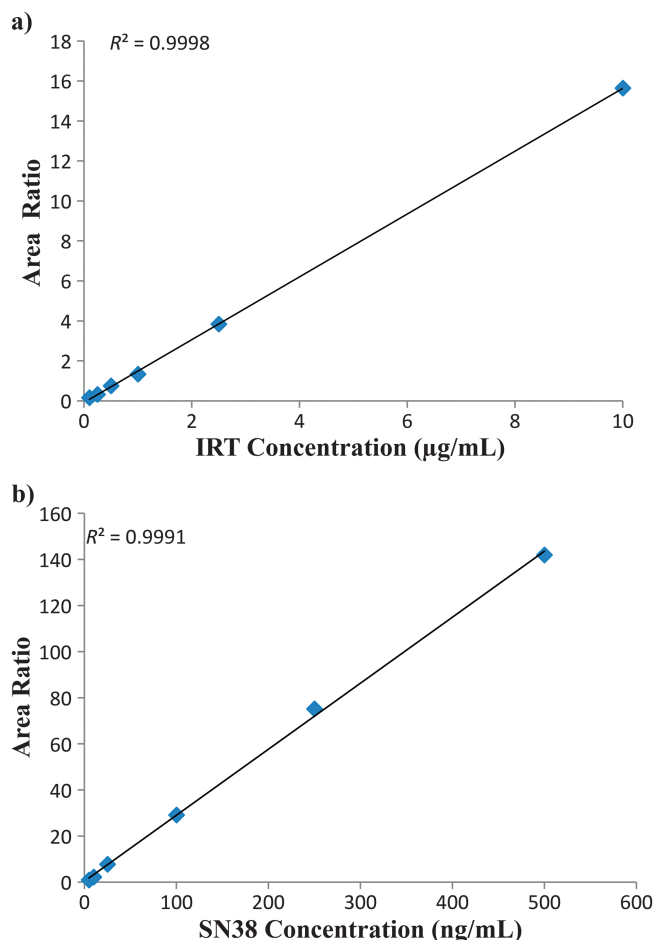 a)
R² = 0.9998
18
16
14
12
10
8
6
4
2
0
Area Ratio
0 2 4 6 8 10
IRT Concentration (µg/mL)
b)
R² = 0.9991
160
140
120
100
80
60
40
20
0
Area Ratio
0 100 200 300 400 500 600
SN38 Concentration (ng/mL)